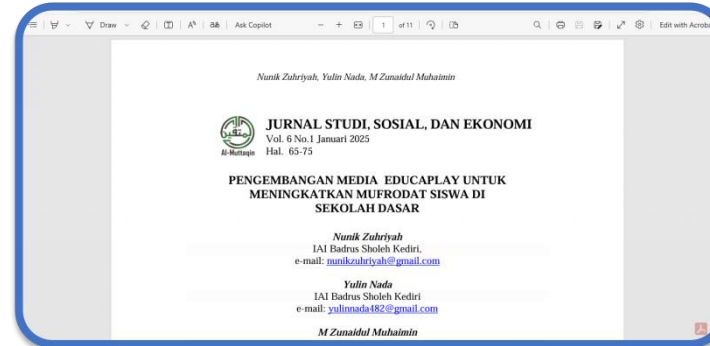 Draw
Ask Copilot
1
of 11
Edit with Acroba
Nunik Zuhriyah, Yulin Nada, M Zunaidul Muhaimin
JURNAL STUDI, SOSIAL, DAN EKONOMI
Vol. 6 No.1 Januari 2025
Al-Muttaqin
Hal. 65-75
PENGEMBANGAN MEDIA EDUCAPLAY UNTUK
MENINGKATKAN MUFRODAT SISWA DI
SEKOLAH DASAR
Nunik Zuhriyah
IAI Badrus Sholeh Kediri,
e-mail: nunikzuhriyah@gmail.com
Yulin Nada
IAI Badrus Sholeh Kediri
e-mail: yulinnada482@gmail.com
M Zunaidul Muhaimin